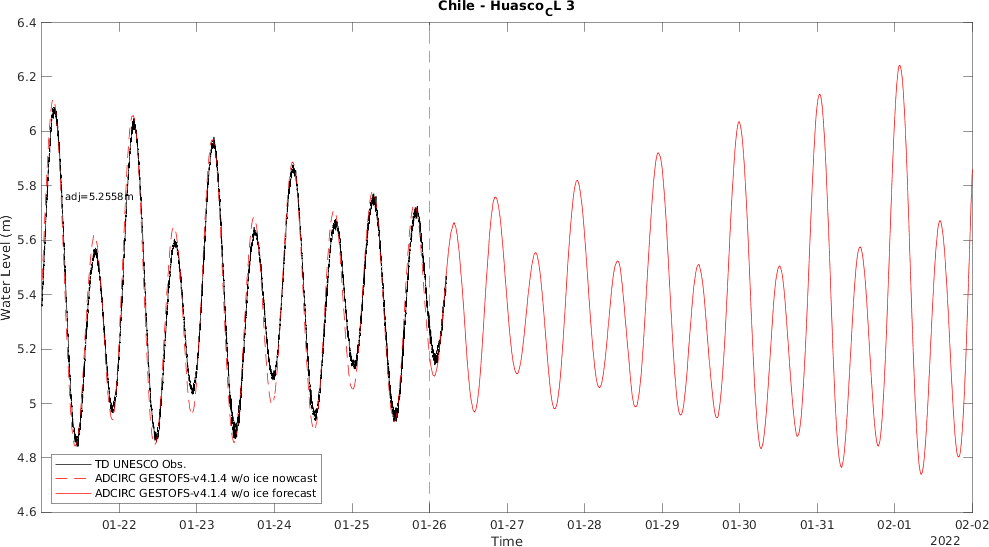 Chile - Huasco_CL 3
6.4
6.2
6
5.8
5.6
5.4
5.2
5
4.8
4.6
Water Level (m)
adj=5.2558m
TD UNESCO Obs.
ADCIRC GESTOFS-v4.1.4 w/o ice nowcast
ADCIRC GESTOFS-v4.1.4 w/o ice forecast
01-22 01-23 01-24 01-25 01-26 01-27 01-28 01-29 01-30 01-31 02-01 02-02
Time
2022